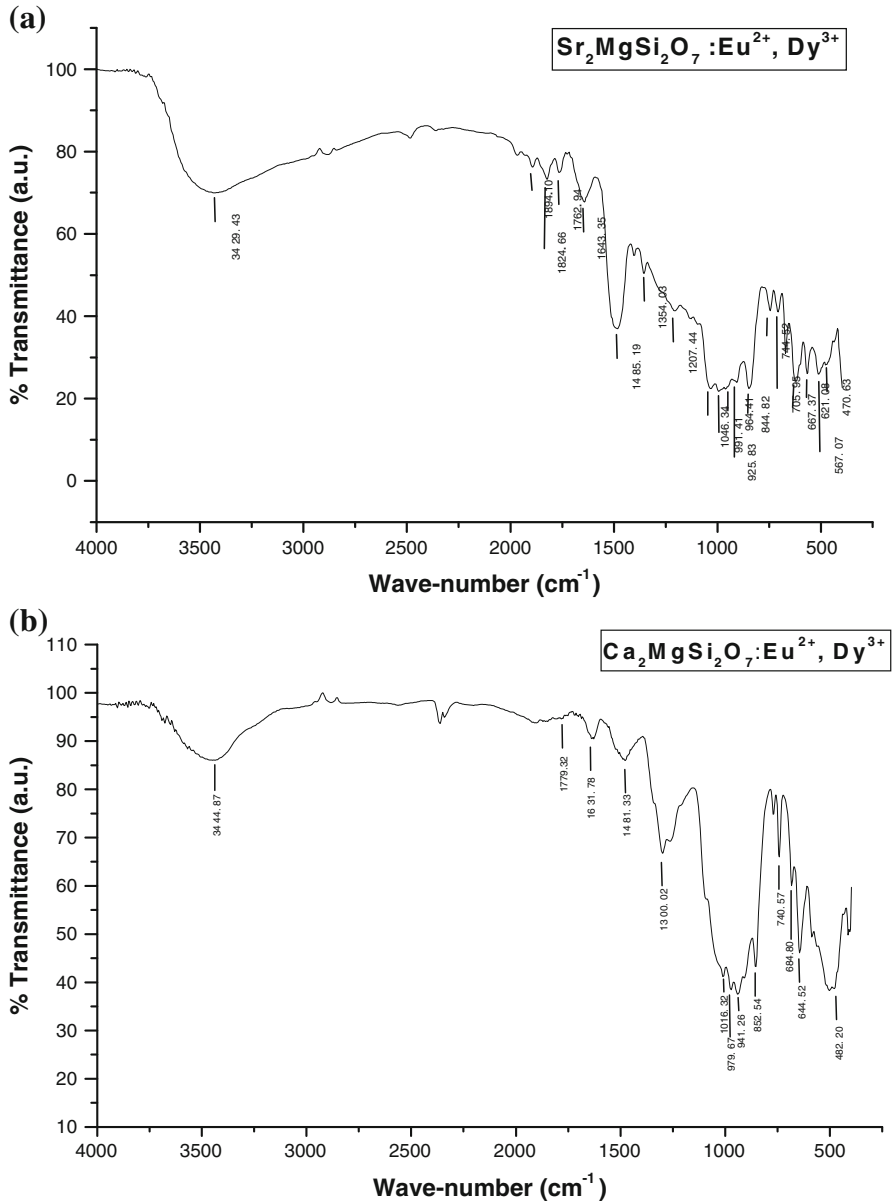 (a)
Sr2MgSi2O7 :Eu2+, Dy3+
% Transmittance (a.u.)
100
80
60
40
20
0
34 29. 43
1894.10
1824. 66
1762. 94
1643. 35
14 85. 19
1354. 03
1207. 44
1046. 34
991. 41
925. 83
964.41
844. 82
744. 52
705. 95
667. 37
621. 08
567. 07
470. 63
4000 3500 3000 2500 2000 1500 1000 500
Wave-number (cm-1)
(b)
Ca2MgSi2O7:Eu2+, Dy3+
% Transmittance (a.u.)
110
100
90
80
70
60
50
40
30
20
10
34 44. 87
1779.32
16 31. 78
14 81. 33
13 00. 02
1016. 32
979. 67
941. 26
852. 54
740. 57
684. 80
644. 52
482. 20
4000 3500 3000 2500 2000 1500 1000 500
Wave-number (cm-1)